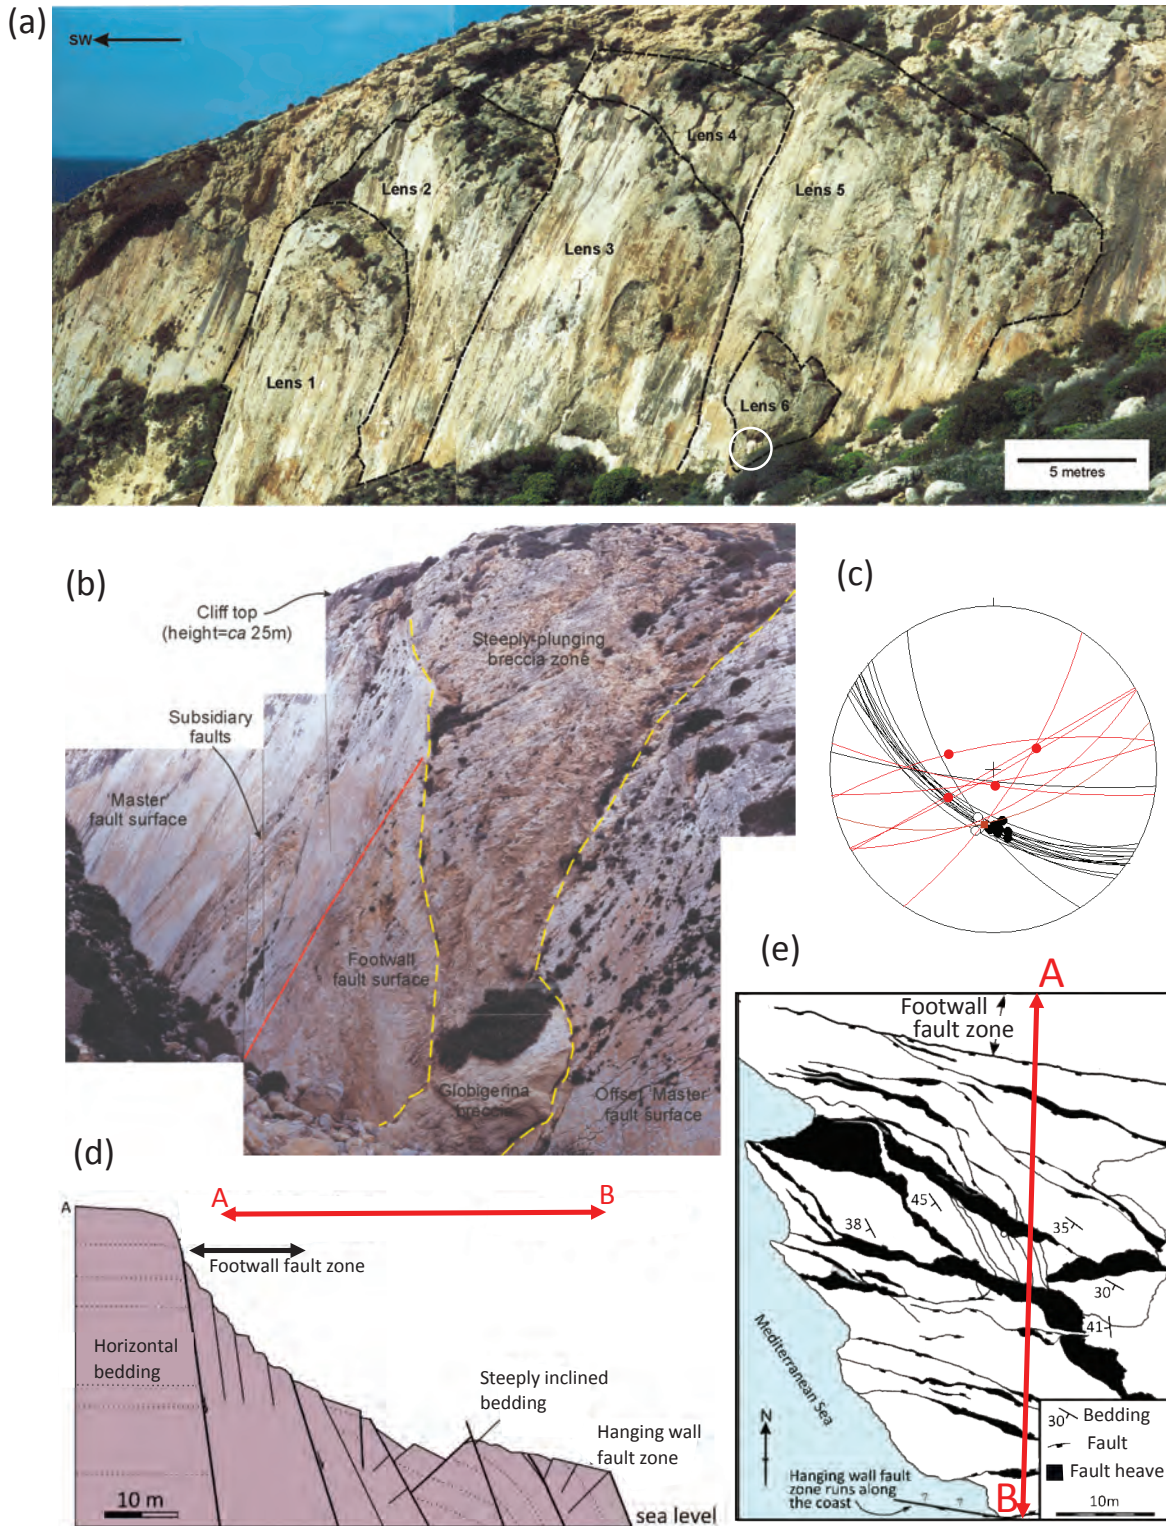 (a)
SW
Lens 1
Lens 2
Lens 3
Lens 4
Lens 5
Lens 6
5 metres
(b)
Cliff top
(height=ca 25m)
Steeply-plunging
breccia zone
Subsidiary
faults
'Master'
fault surface
Footwall
fault surface
Globigerina
breccia
Offset 'Master'
fault surface
(c)
(d)
A
A
B
Footwall fault zone
Horizontal
bedding
Steeply inclined
bedding
Hanging wall
fault zone
10 m
sea level
(e)
A
Footwall
fault zone
45
38
35
30
41
Mediterranean Sea
N
Hanging wall fault
zone runs along
the coast
? ?
B
30 Bedding
Fault
Fault heave
10m